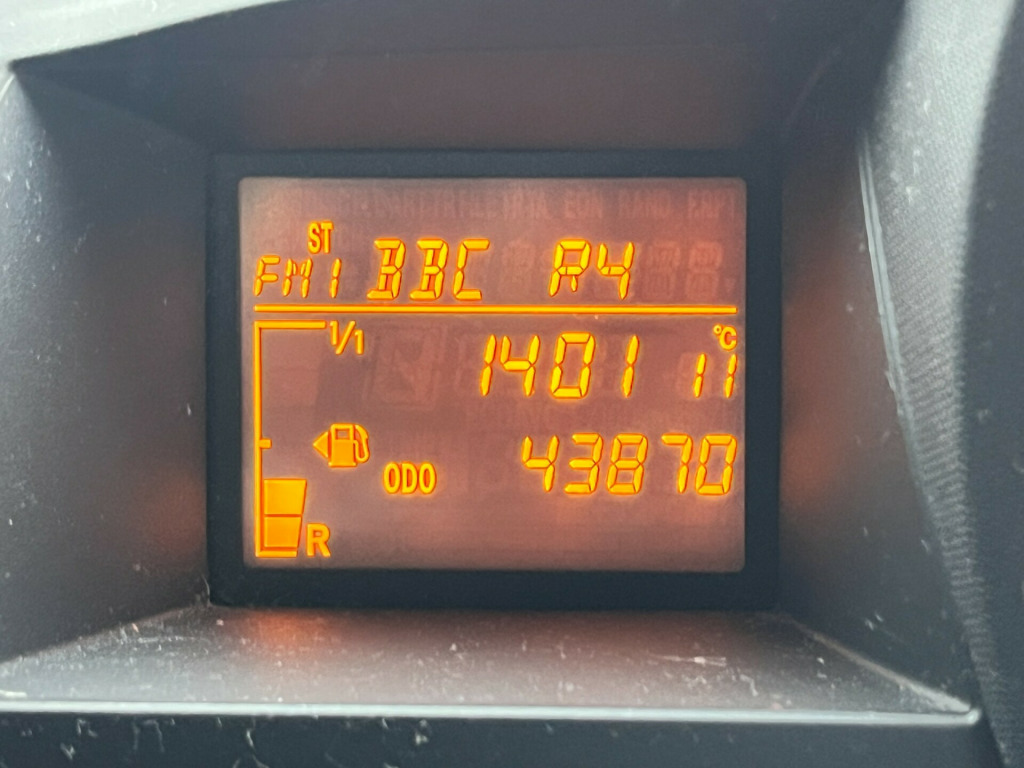 ST
FM1 BBC R4
1/1 1401 11 °C
ODO 43870
R